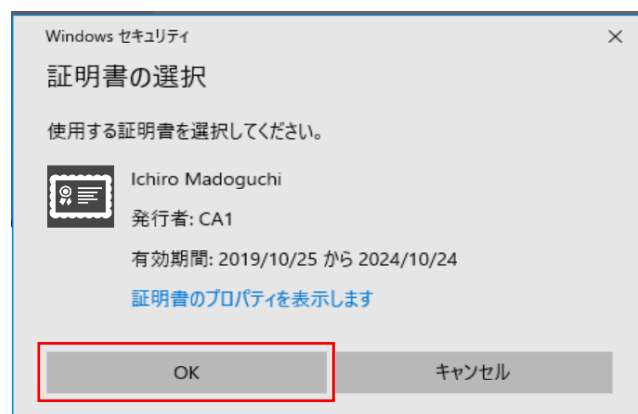 Windows セキュリティ
証明書の選択
使用する証明書を選択してください。
Ichiro Madoguchi
発行者: CA1
有効期間: 2019/10/25 から 2024/10/24
証明書のプロパティを表示します
OK
キャンセル